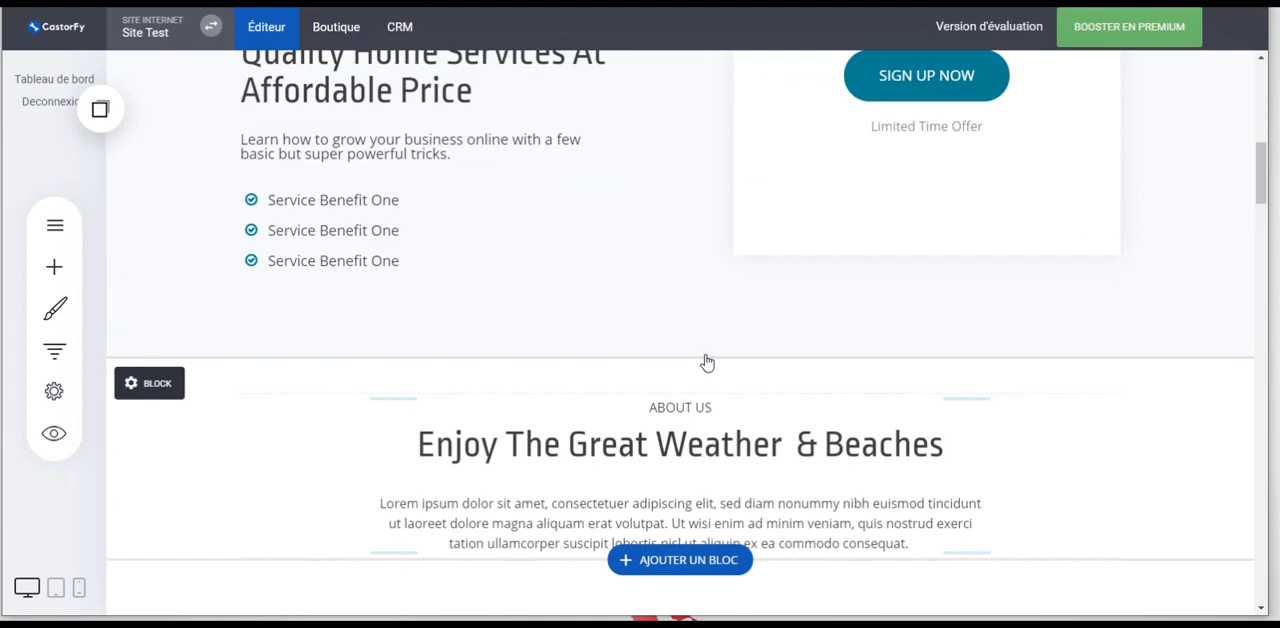 CastorFy
SITE INTERNET
Site Test
Éditeur
Boutique
CRM
Version d'évaluation
BOOSTER EN PREMIUM
Tableau de bord
Deconnexio
Quality Home Services At
Affordable Price
Learn how to grow your business online with a few
basic but super powerful tricks.
Service Benefit One
Service Benefit One
Service Benefit One
SIGN UP NOW
Limited Time Offer
BLOCK
ABOUT US
Enjoy The Great Weather & Beaches
Lorem ipsum dolor sit amet, consectetuer adipiscing elit, sed diam nonummy nibh euismod tincidunt
ut laoreet dolore magna aliquam erat volutpat. Ut wisi enim ad minim veniam, quis nostrud exerci
tation ullamcorper suscipit lobortis nisl ut aliquip ex ea commodo consequat.
AJOUTER UN BLOC